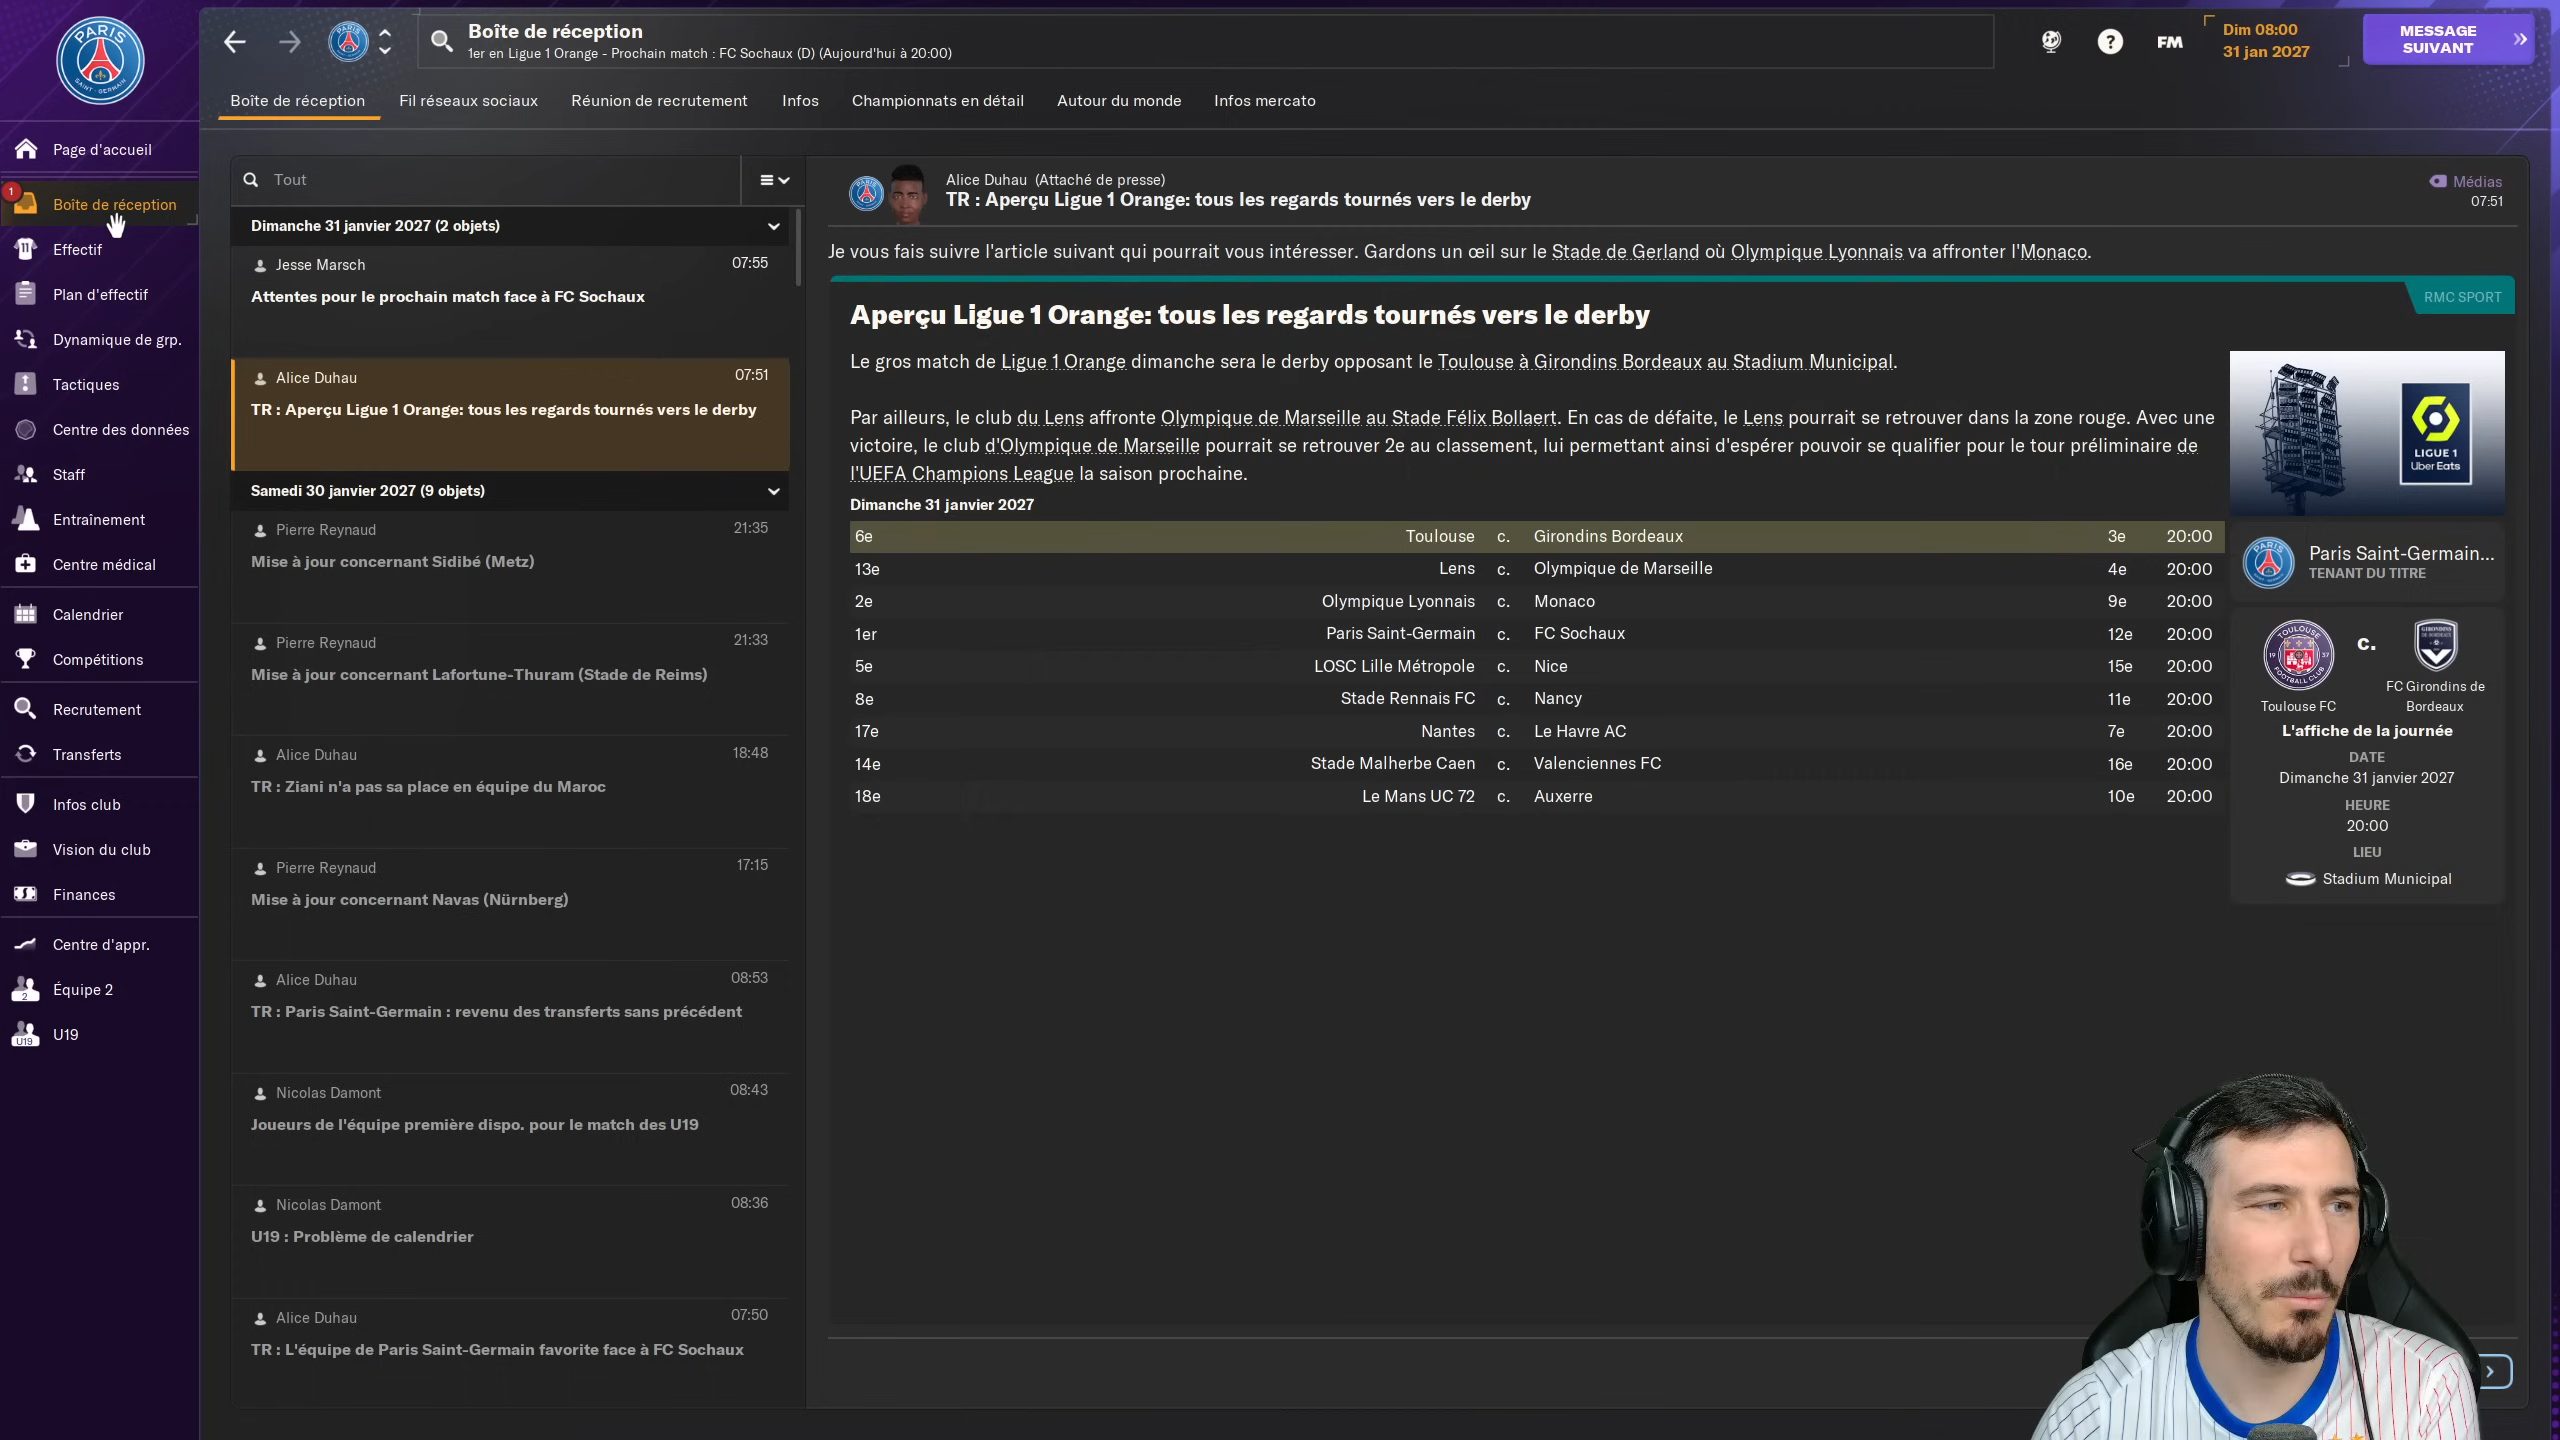 Boîte de réception
1er en Ligue 1 Orange - Prochain match : FC Sochaux (D) (Aujourd'hui à 20:00)
FM
Dim 08:00
31 jan 2027
MESSAGE
SUIVANT
Boîte de réception
Fil réseaux sociaux
Réunion de recrutement
Infos
Championnats en détail
Autour du monde
Infos mercato
PARIS
SAINT-GERMAIN
Page d'accueil
1
Boîte de réception
11
Effectif
Plan d'effectif
Dynamique de grp.
Tactiques
Centre des données
Staff
Entraînement
Centre médical
Calendrier
Compétitions
Recrutement
Transferts
Infos club
Vision du club
Finances
Centre d'appr.
2
Équipe 2
U19
U19
Tout
Dimanche 31 janvier 2027 (2 objets)
Jesse Marsch 07:55
Attentes pour le prochain match face à FC Sochaux
Alice Duhau 07:51
TR : Aperçu Ligue 1 Orange: tous les regards tournés vers le derby
Samedi 30 janvier 2027 (9 objets)
Pierre Reynaud 21:35
Mise à jour concernant Sidibé (Metz)
Pierre Reynaud 21:33
Mise à jour concernant Lafortune-Thuram (Stade de Reims)
Alice Duhau 18:48
TR : Ziani n'a pas sa place en équipe du Maroc
Pierre Reynaud 17:15
Mise à jour concernant Navas (Nürnberg)
Alice Duhau 08:53
TR : Paris Saint-Germain : revenu des transferts sans précédent
Nicolas Damont 08:43
Joueurs de l'équipe première dispo. pour le match des U19
Nicolas Damont 08:36
U19 : Problème de calendrier
Alice Duhau 07:50
TR : L'équipe de Paris Saint-Germain favorite face à FC Sochaux
Alice Duhau (Attaché de presse)
TR : Aperçu Ligue 1 Orange: tous les regards tournés vers le derby
Médias
07:51
Je vous fais suivre l'article suivant qui pourrait vous intéresser. Gardons un œil sur le Stade de Gerland où Olympique Lyonnais va affronter l'Monaco.
RMC SPORT
Aperçu Ligue 1 Orange: tous les regards tournés vers le derby
Le gros match de Ligue 1 Orange dimanche sera le derby opposant le Toulouse à Girondins Bordeaux au Stadium Municipal.
Par ailleurs, le club du Lens affronte Olympique de Marseille au Stade Félix Bollaert. En cas de défaite, le Lens pourrait se retrouver dans la zone rouge. Avec une
victoire, le club d'Olympique de Marseille pourrait se retrouver 2e au classement, lui permettant ainsi d'espérer pouvoir se qualifier pour le tour préliminaire de
l'UEFA Champions League la saison prochaine.
Dimanche 31 janvier 2027
6e Toulouse c. Girondins Bordeaux 3e 20:00
13e Lens c. Olympique de Marseille 4e 20:00
2e Olympique Lyonnais c. Monaco 9e 20:00
1er Paris Saint-Germain c. FC Sochaux 12e 20:00
5e LOSC Lille Métropole c. Nice 15e 20:00
8e Stade Rennais FC c. Nancy 11e 20:00
17e Nantes c. Le Havre AC 7e 20:00
14e Stade Malherbe Caen c. Valenciennes FC 16e 20:00
18e Le Mans UC 72 c. Auxerre 10e 20:00
LIGUE 1
Uber Eats
Paris Saint-Germain...
TENANT DU TITRE
TOULOUSE
19 37
FOOTBALL CLUB
c.
GIRONDINS
Toulouse FC
FC Girondins de
Bordeaux
L'affiche de la journée
DATE
Dimanche 31 janvier 2027
HEURE
20:00
LIEU
Stadium Municipal